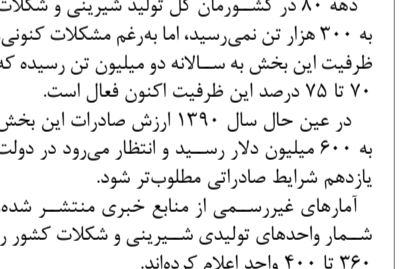 دهه ۸۰ در کشورمان کل تولید شیرینی و شکلات
به ۳۰۰ هزار تن نمی‌رسید، اما به‌رغم مشکلات کنونی،
ظرفیت این بخش به سالانه دو میلیون تن رسیده که
۷۰ تا ۷۵ درصد این ظرفیت اکنون فعال است.
در عین حال سال ۱۳۹۰ ارزش صادرات این بخش
به ۶۰۰ میلیون دلار رسید و انتظار می‌رود در دولت
یازدهم شرایط صادراتی مطلوب‌تر شود.
آمارهای غیررسمی از منابع خبری منتشر شده،
شمار واحدهای تولیدی شیرینی و شکلات کشور را
۳۶۰ تا ۴۰۰ واحد اعلام کرده‌اند.